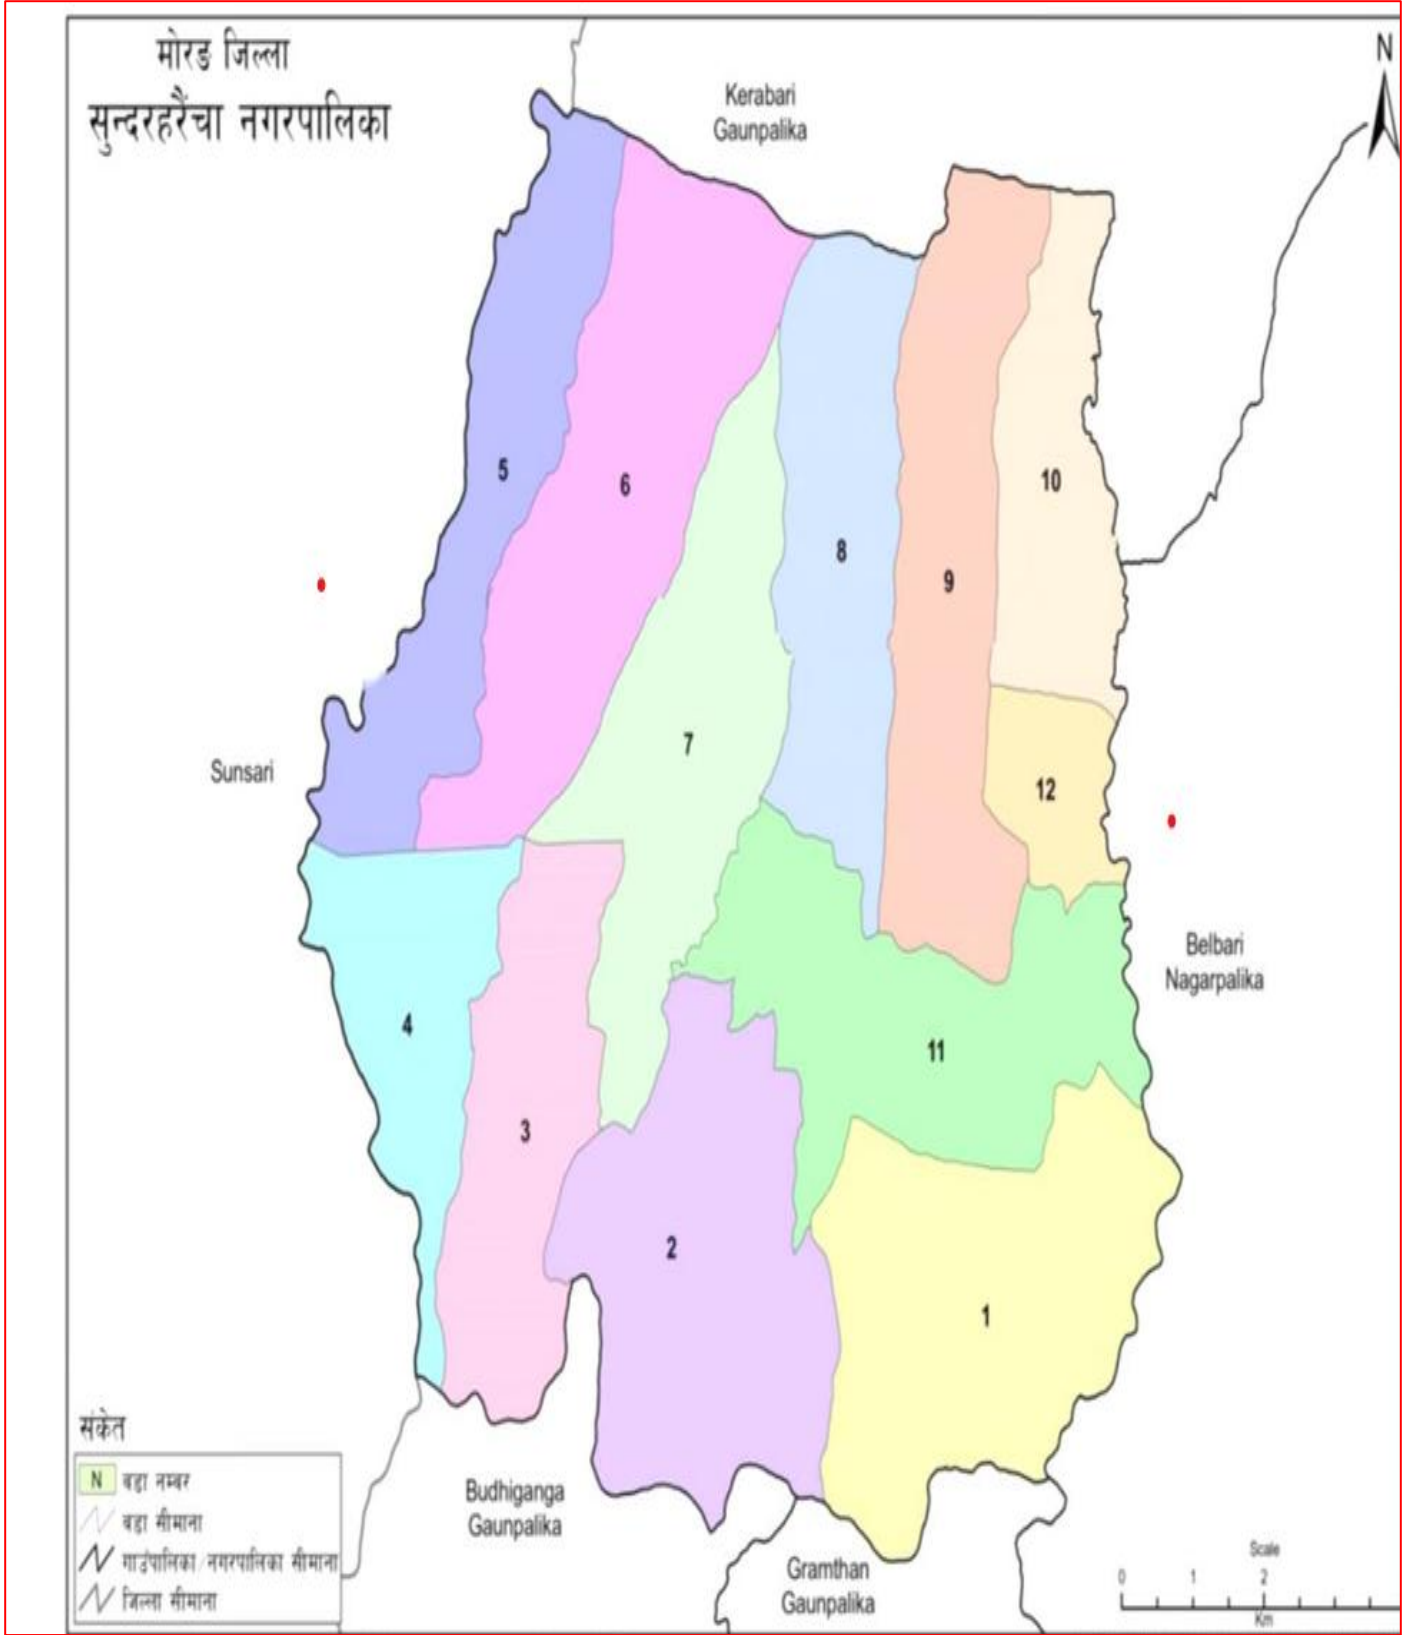 मोरङ जिल्ला
सुन्दरहरैंचा नगरपालिका
N
Kerabari
Gaunpalika
5
6
10
8
9
7
Sunsari
12
Belbari
Nagarpalika
4
11
3
2
1
संकेत
N वडा नम्बर
वडा सीमाना
गाउंपालिका/नगरपालिका सीमाना
जिल्ला सीमाना
Budhiganga
Gaunpalika
Gramthan
Gaunpalika
Scale
0 1 2
Km